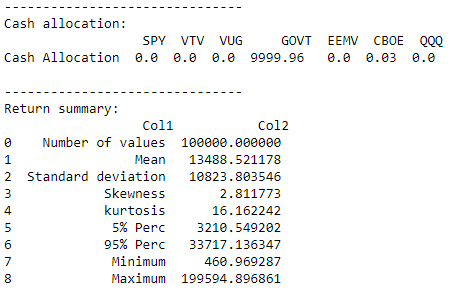 ------------------------------
Cash allocation:
                 SPY  VTV  VUG     GOVT  EEMV  CBOE  QQQ
Cash Allocation  0.0  0.0  0.0  9999.96   0.0  0.03  0.0
------------------------------
Return summary:
                 Col1           Col2
0    Number of values  100000.000000
1                Mean   13488.521178
2  Standard deviation   10823.803546
3            Skewness       2.811773
4            kurtosis      16.162242
5             5% Perc    3210.549202
6            95% Perc   33717.136347
7             Minimum     460.969287
8             Maximum  199594.896861